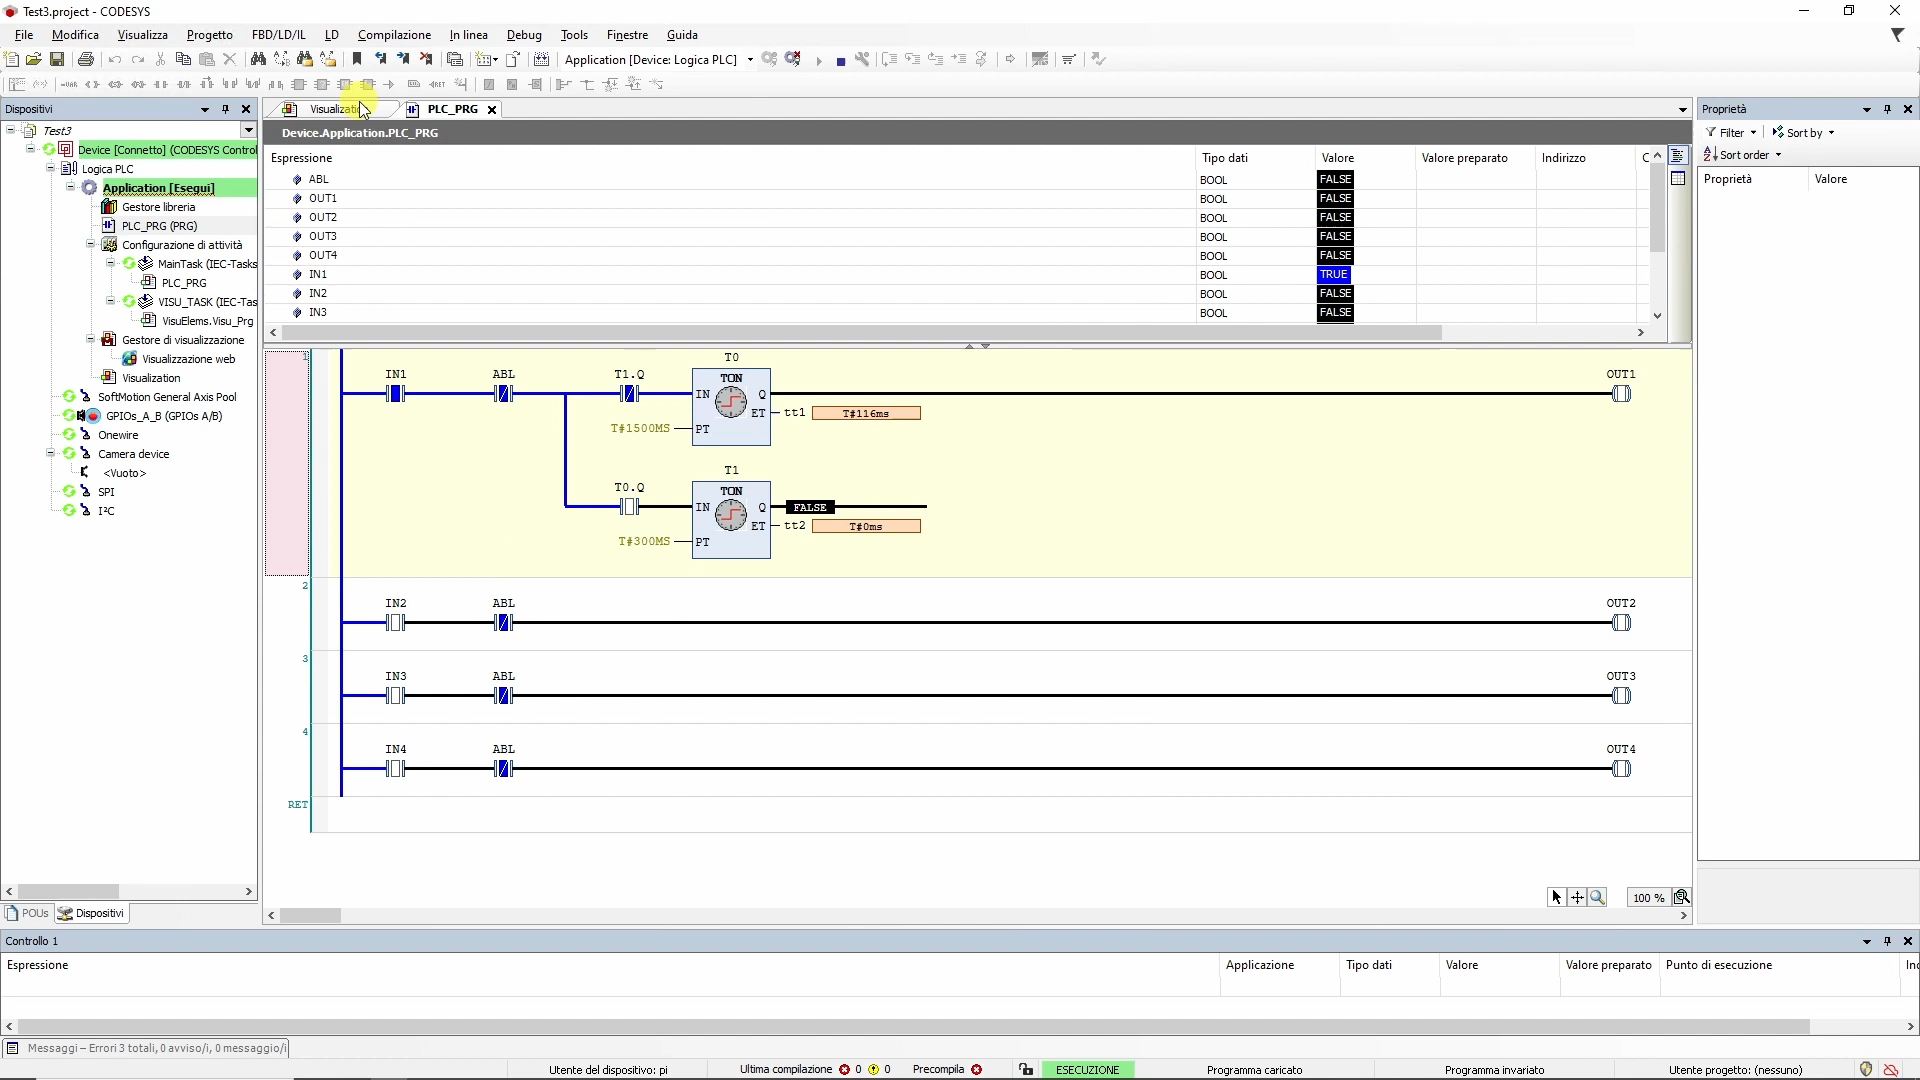 Test3.project - CODESYS
File Modifica Visualizza Progetto FBD/LD/IL LD Compilazione In linea Debug Tools Finestre Guida
Application [Device: Logica PLC]
Dispositivi
Test3
Device [Connetto] (CODESYS Control
Logica PLC
Application [Esegui]
Gestore libreria
PLC_PRG (PRG)
Configurazione di attività
MainTask (IEC-Tasks
PLC_PRG
VISU_TASK (IEC-Tas
VisuElems.Visu_Prg
Gestore di visualizzazione
Visualizzazione web
Visualization
SoftMotion General Axis Pool
GPIOs_A_B (GPIOs A/B)
Onewire
Camera device
<Vuoto>
SPI
I²C
POUs Dispositivi
Visualizati PLC_PRG
Device.Application.PLC_PRG
Espressione Tipo dati Valore Valore preparato Indirizzo C
ABL BOOL FALSE
OUT1 BOOL FALSE
OUT2 BOOL FALSE
OUT3 BOOL FALSE
OUT4 BOOL FALSE
IN1 BOOL TRUE
IN2 BOOL FALSE
IN3 BOOL FALSE
1
T0
IN1 ABL T1.Q TON OUT1
IN Q
ET tt1 T#116ms
T#1500MS PT
T1
T0.Q TON
IN Q FALSE
ET tt2 T#0ms
T#300MS PT
2
IN2 ABL OUT2
3
IN3 ABL OUT3
4
IN4 ABL OUT4
RET
100 %
Proprietà
Filter Sort by
Sort order
Proprietà Valore
Controllo 1
Espressione Applicazione Tipo dati Valore Valore preparato Punto di esecuzione Ind
Messaggi – Errori 3 totali, 0 avviso/i, 0 messaggio/i
Utente del dispositivo: pi Ultima compilazione 0 0 Precompila ESECUZIONE Programma caricato Programma invariato Utente progetto: (nessuno)